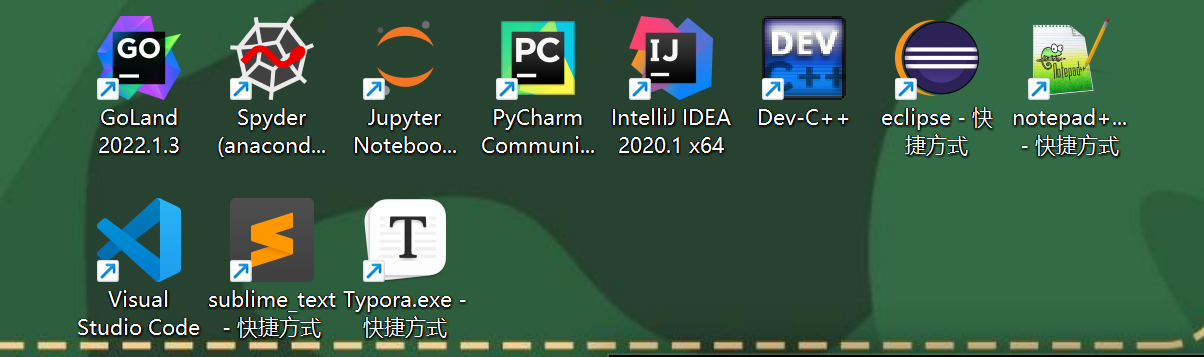 GO
PC
IJ
DEV
C++
Notepad++
GoLand
2022.1.3
Spyder
(anacond...
Jupyter
Noteboo...
PyCharm
Communi...
IntelliJ IDEA
2020.1 x64
Dev-C++
eclipse - 快
捷方式
notepad+...
- 快捷方式
T
Visual
Studio Code
sublime_text
- 快捷方式
Typora.exe -
快捷方式